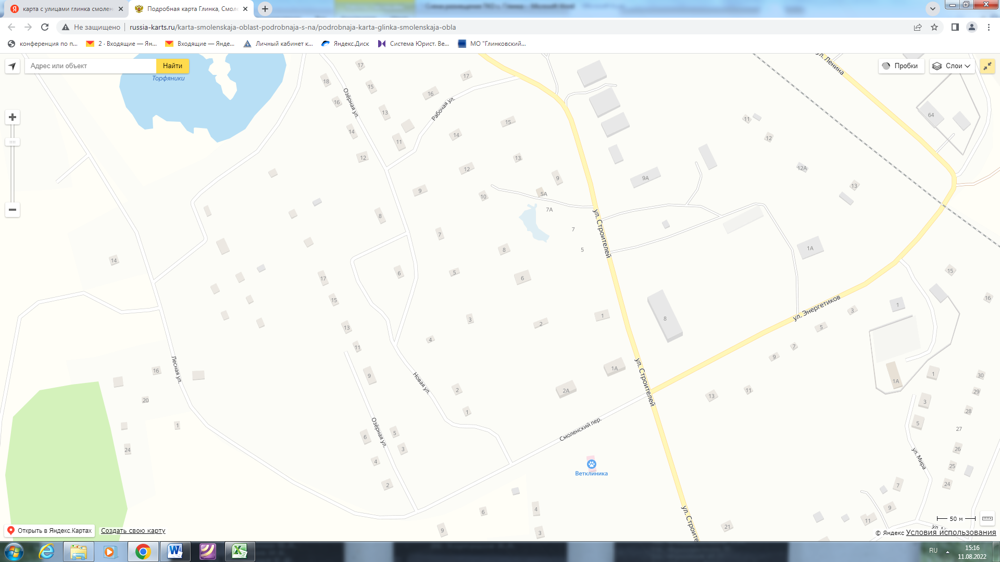 карта с улицами глинка смолен
Подробная карта Глинка, Смоле
Не защищено
russia-karts.ru/karta-smolenskaja-oblast-podrobnaja-s-na/podrobnaja-karta-glinka-smolenskaja-obla
конференция по п...
2 · Входящие — Ян...
Входящие — Янде...
Личный кабинет к...
Яндекс.Диск
Система Юрист. Ве...
МО "Глинковский...
Адрес или объект
Найти
Пробки
Слои
Торфяники
ул. Ленина
17
18
15
16
17
16
13
Озёрная ул.
Рабочая ул.
14
11
12
15
14
13
12
9
9
10
5А
7А
7
5
8
7
8
6
5
6
17
15
13
11
9
3
4
2
1
1А
2А
2
1
Новая ул.
Озёрная ул.
6
5
3
4
2
14
Лесная ул.
16
20
1
24
64
11
12
12А
13
9А
1А
8
ул. Строителей
ул. Строителей
ул. Строите
ул. Энергетиков
Смоленский пер.
Ветклиника
15
16
1
3
5
7
9
11
13
1А
1
3
5
30
29
28
27
26
25
24
ул. Мира
7
9
11
21
6
4
3
9
50 м
Открыть в Яндекс.Картах
Создать свою карту
© Яндекс Условия использования
RU
15:16
11.08.2022